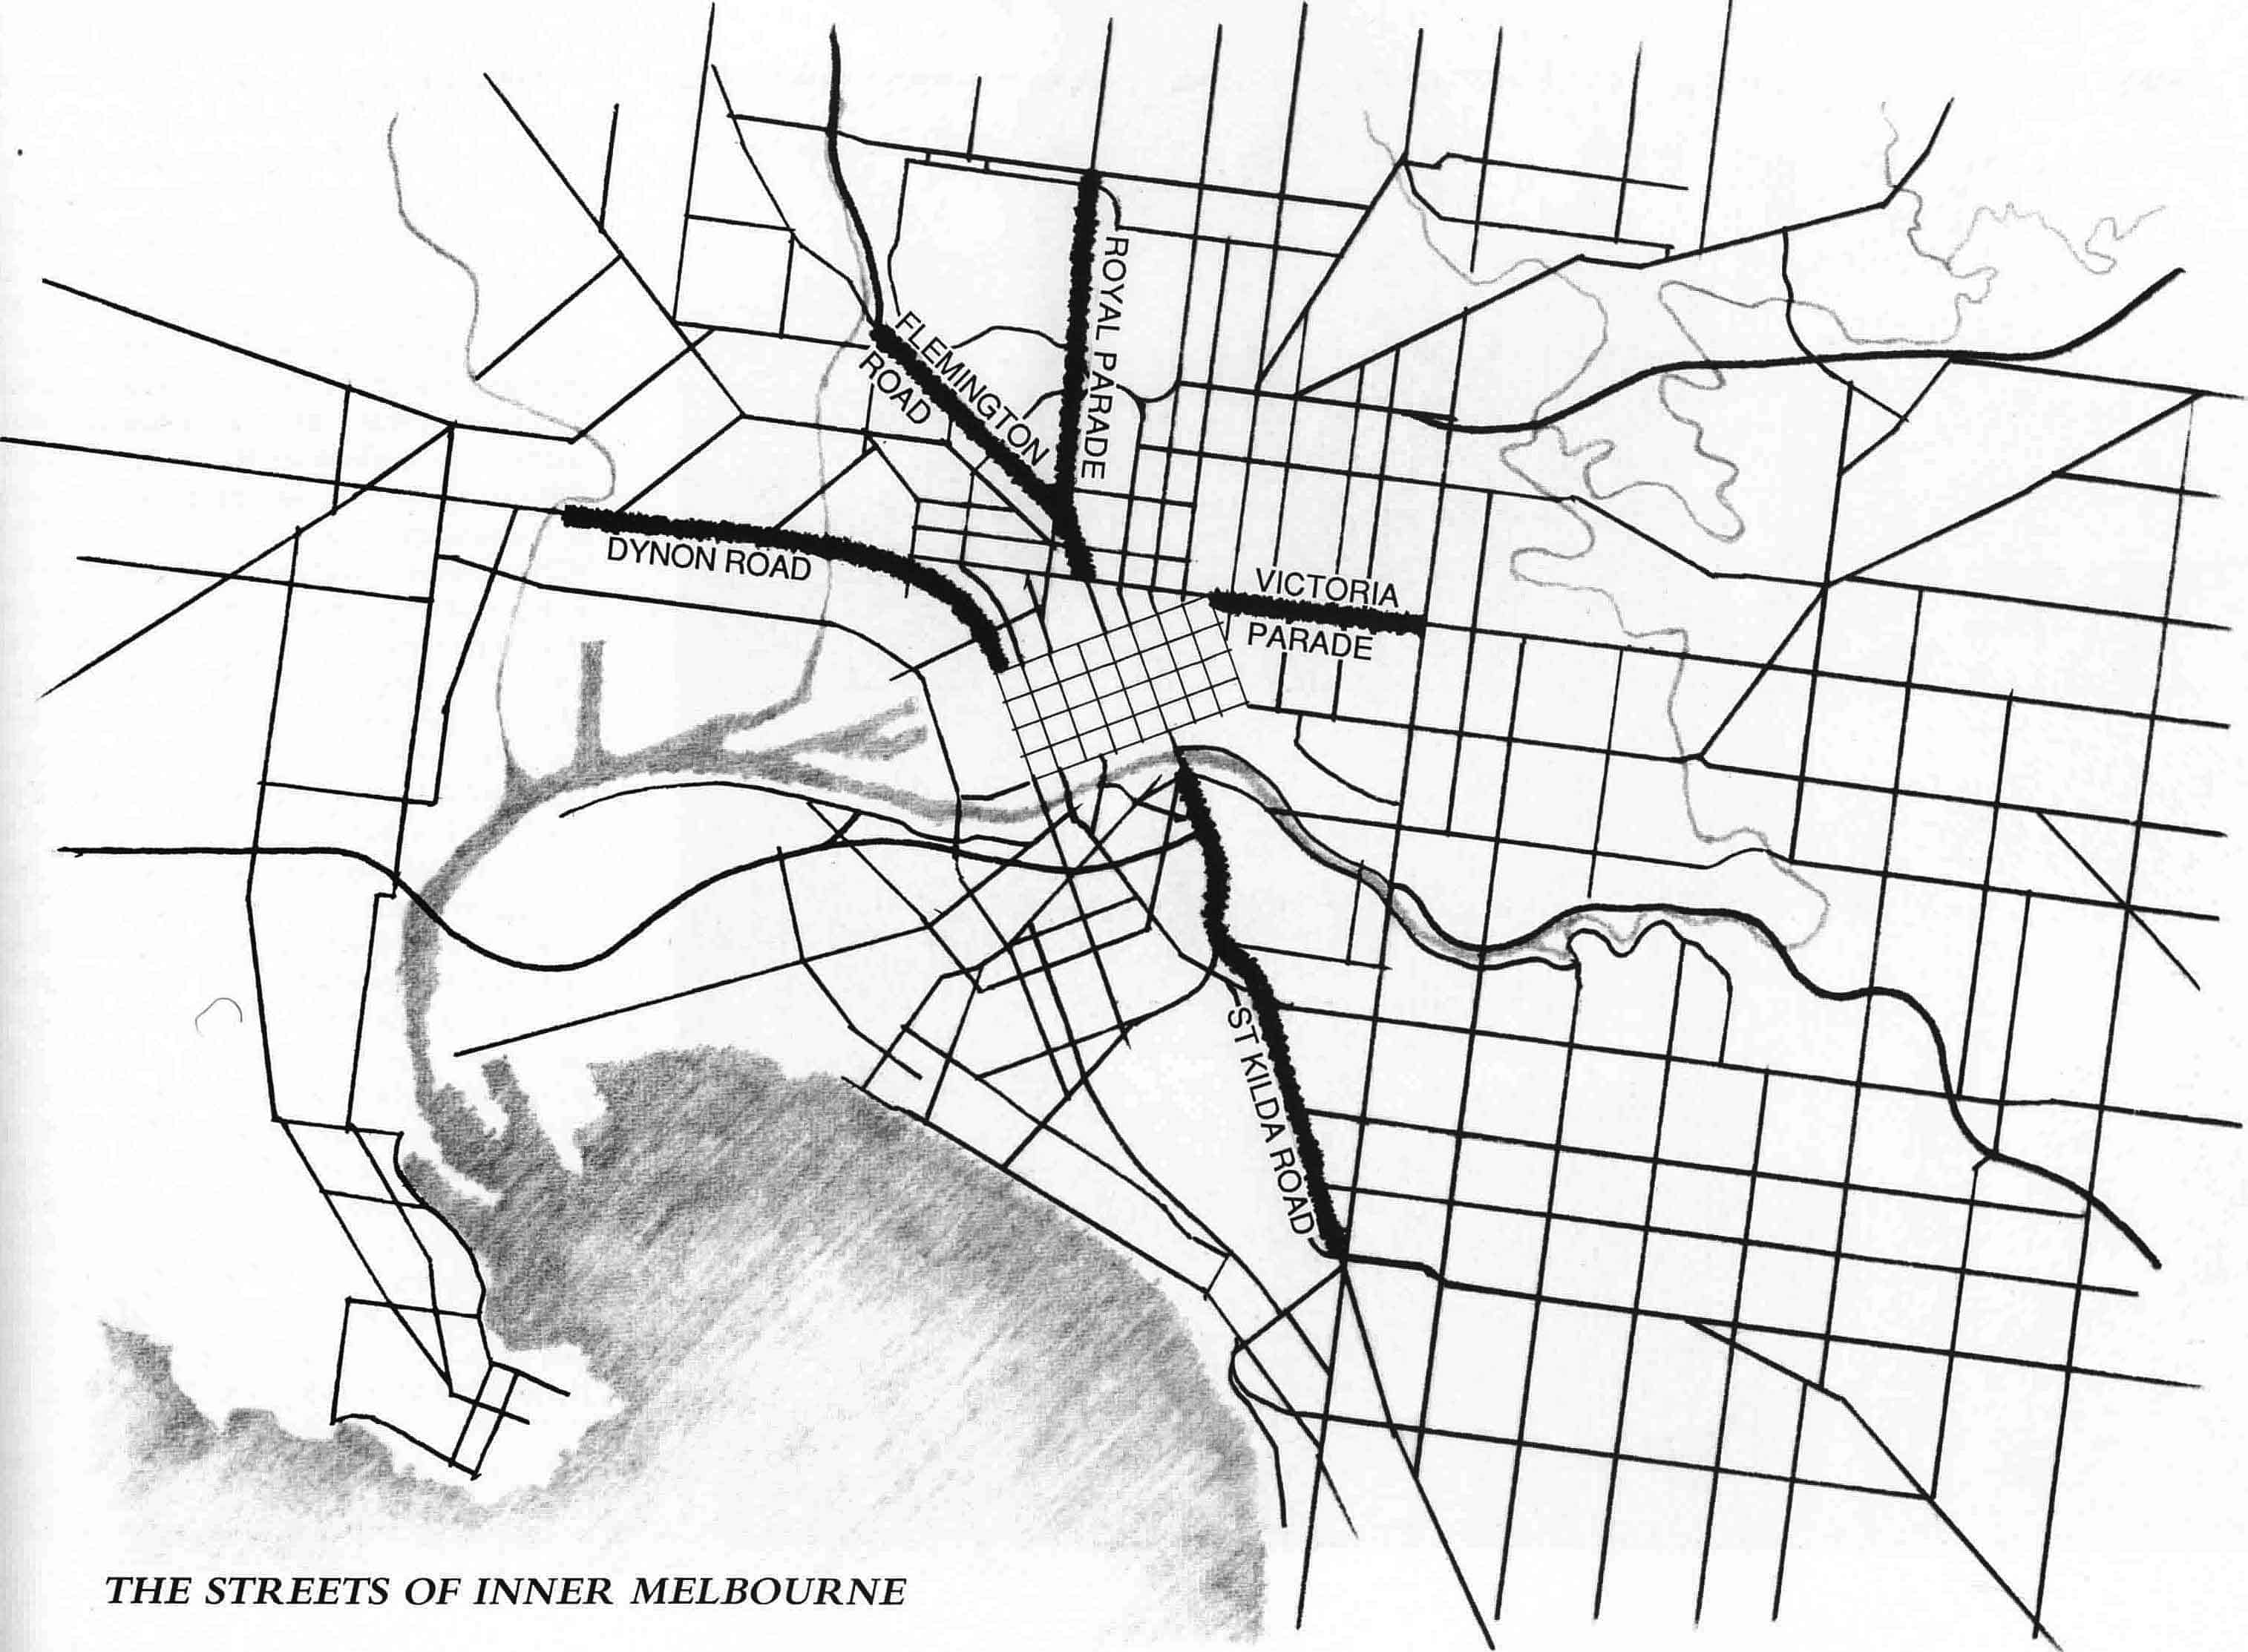 ROYAL PARADE
FLEMINGTON
ROAD
DYNON ROAD
VICTORIA
PARADE
ST KILDA ROAD
THE STREETS OF INNER MELBOURNE